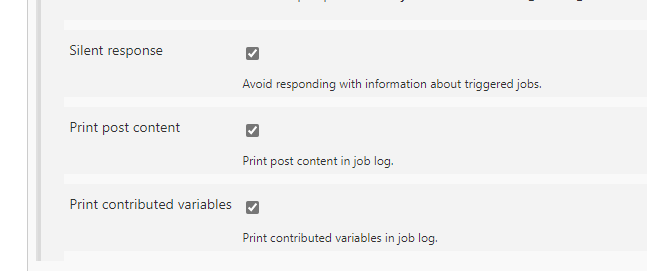 Silent response
Avoid responding with information about triggered jobs.
Print post content
Print post content in job log.
Print contributed variables
Print contributed variables in job log.